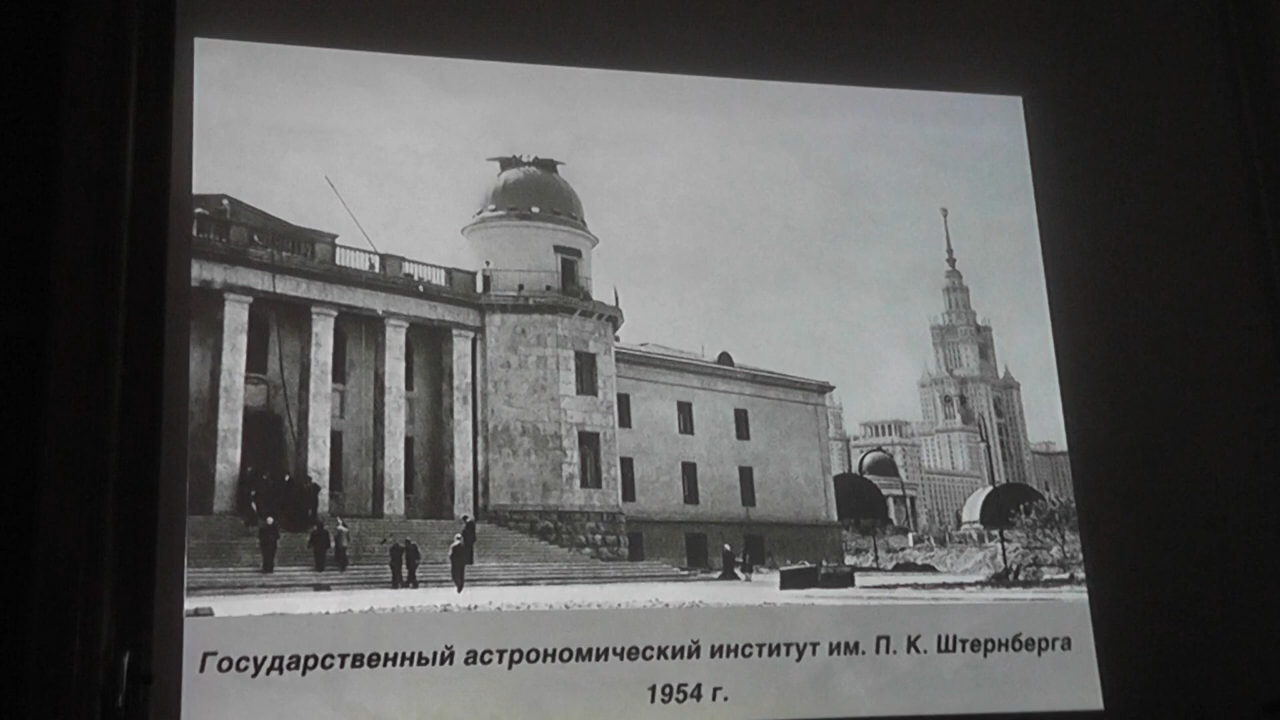 Государственный астрономический институт им. П. К. Штернберга
1954 г.